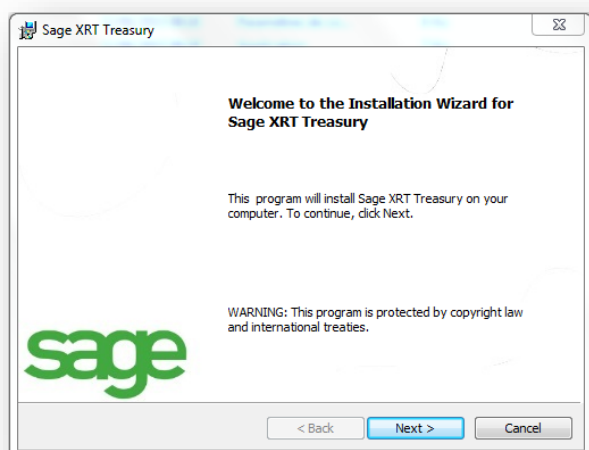 Sage XRT Treasury
Welcome to the Installation Wizard for
Sage XRT Treasury
This program will install Sage XRT Treasury on your
computer. To continue, click Next.
WARNING: This program is protected by copyright law
and international treaties.
sage
< Back
Next >
Cancel